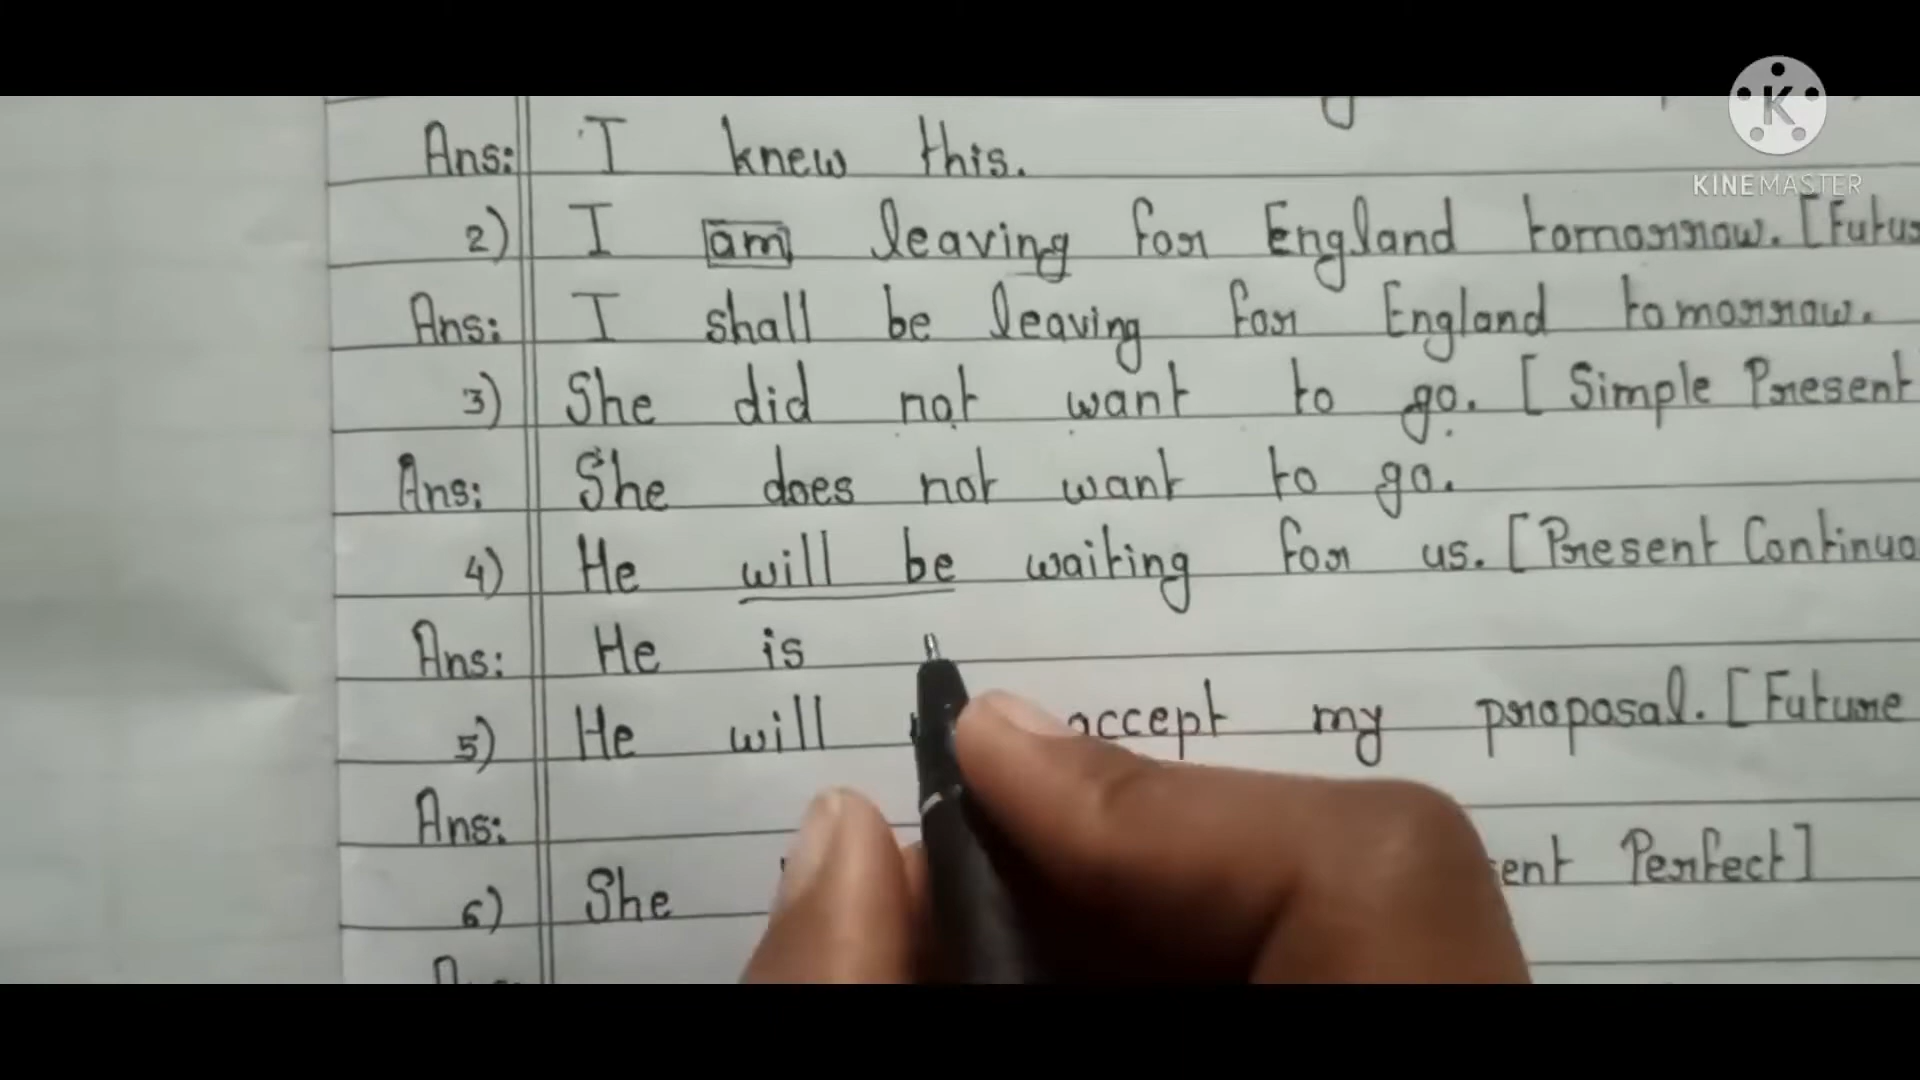 KINEMASTER
Ans: I knew this.
2) I am leaving for England tomorrow. [Futu
Ans: I shall be leaving for England tomorrow.
3) She did not want to go. [Simple Present
Ans: She does not want to go.
4) He will be waiting for us. [Present Continuo
Ans: He is
5) He will accept my proposal. [Future
Ans:
6) She ent Perfect]